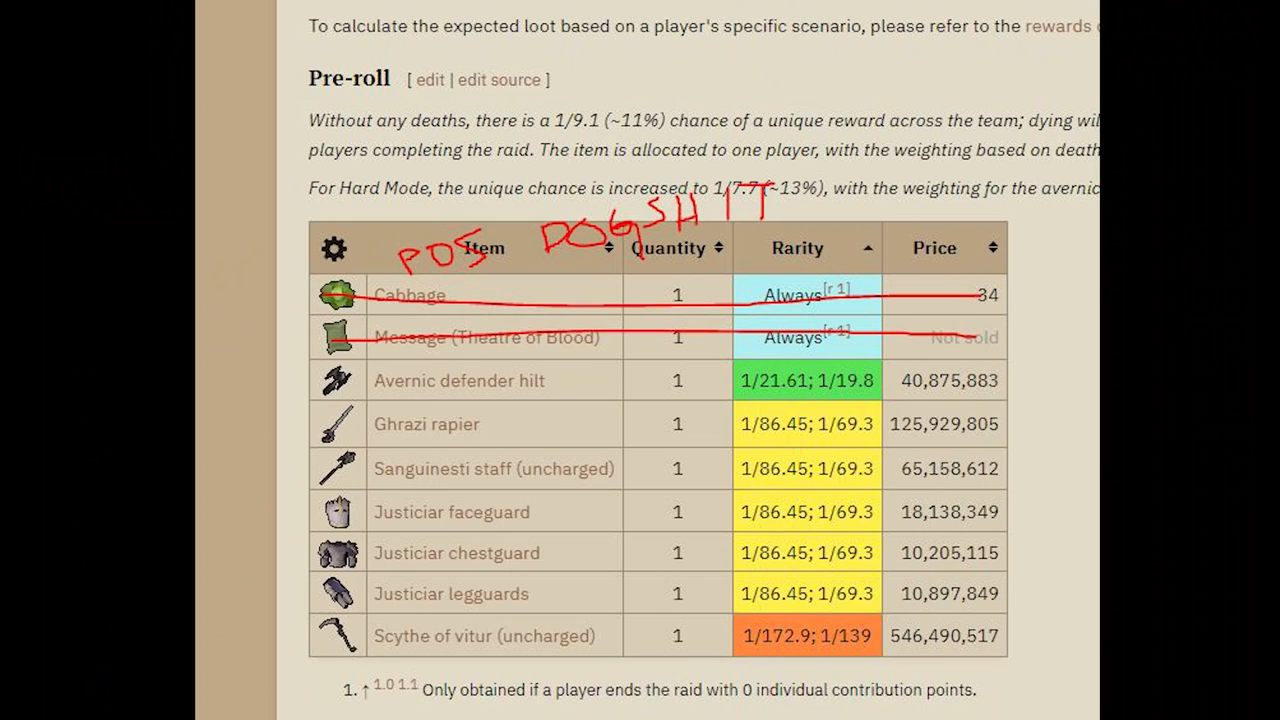 To calculate the expected loot based on a player's specific scenario, please refer to the rewards
Pre-roll [ edit | edit source ]
Without any deaths, there is a 1/9.1 (~11%) chance of a unique reward across the team; dying wil
players completing the raid. The item is allocated to one player, with the weighting based on death
For Hard Mode, the unique chance is increased to 1/7.7 (~13%), with the weighting for the avernic
POS DOGSHIT
Item Quantity Rarity Price
Cabbage 1 Always[r 1] 34
Message (Theatre of Blood) 1 Always[r 1] Not sold
Avernic defender hilt 1 1/21.61; 1/19.8 40,875,883
Ghrazi rapier 1 1/86.45; 1/69.3 125,929,805
Sanguinesti staff (uncharged) 1 1/86.45; 1/69.3 65,158,612
Justiciar faceguard 1 1/86.45; 1/69.3 18,138,349
Justiciar chestguard 1 1/86.45; 1/69.3 10,205,115
Justiciar legguards 1 1/86.45; 1/69.3 10,897,849
Scythe of vitur (uncharged) 1 1/172.9; 1/139 546,490,517
1. ↑ 1.0 1.1 Only obtained if a player ends the raid with 0 individual contribution points.